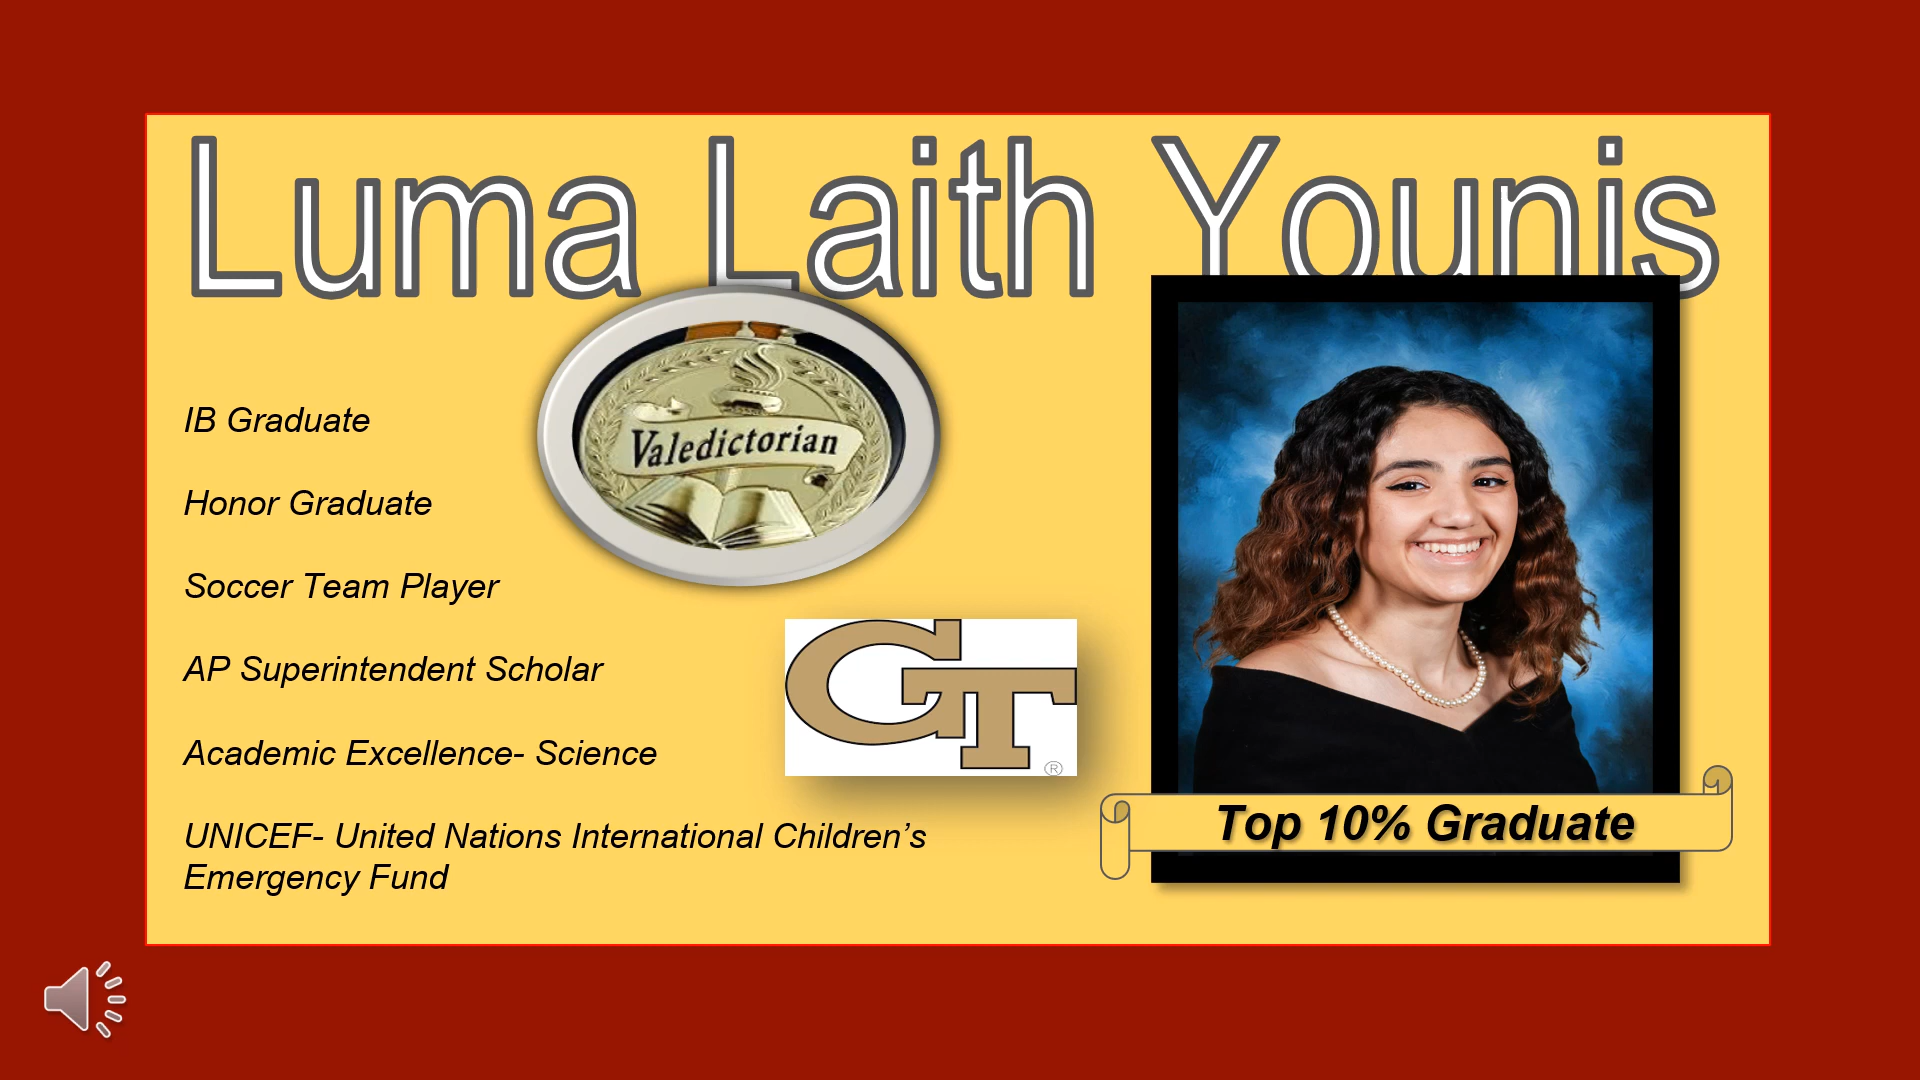 Luma Laith Younis
Valedictorian
IB Graduate
Honor Graduate
Soccer Team Player
AP Superintendent Scholar
Academic Excellence- Science
UNICEF- United Nations International Children’s
Emergency Fund
GT
®
Top 10% Graduate